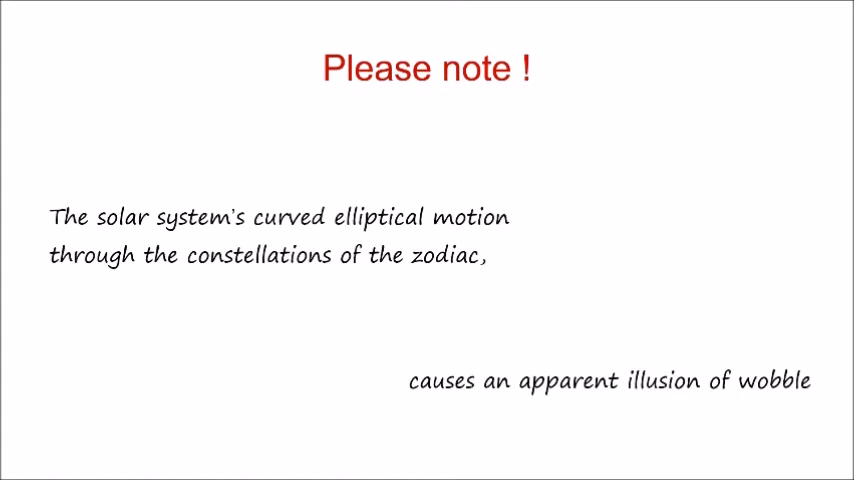 Please note !
The solar system's curved elliptical motion
through the constellations of the zodiac,
causes an apparent illusion of wobble